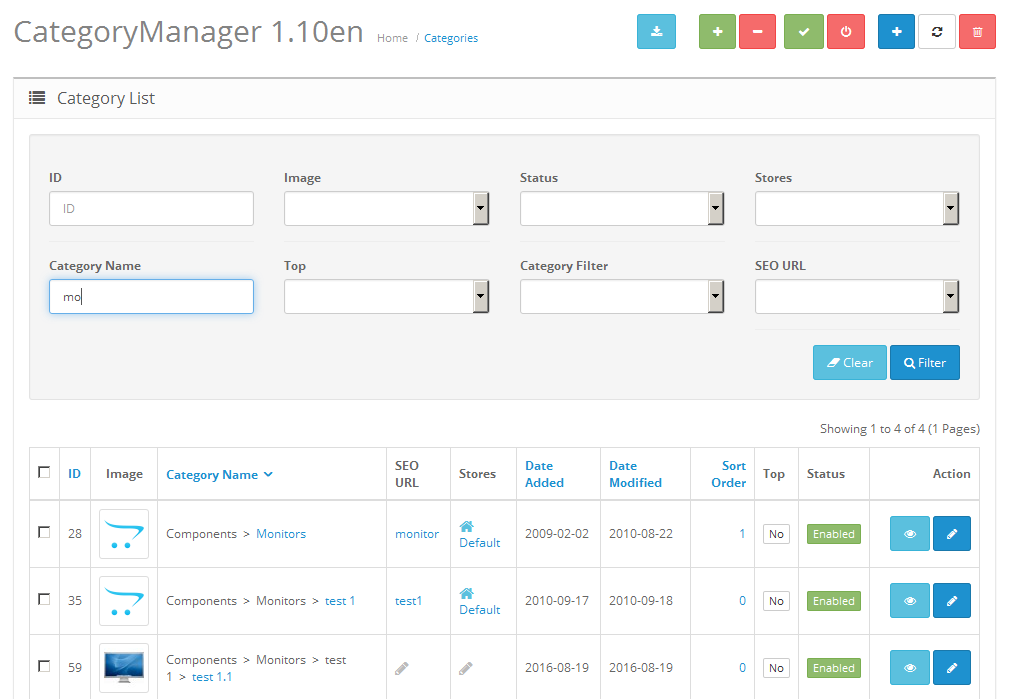 CategoryManager 1.10en Home / Categories
Category List
ID Image Status Stores
ID
Category Name Top Category Filter SEO URL
mo
Clear Filter
Showing 1 to 4 of 4 (1 Pages)
ID Image Category Name SEO URL Stores Date Added Date Modified Sort Order Top Status Action
28 Components > Monitors monitor Default 2009-02-02 2010-08-22 1 No Enabled
35 Components > Monitors > test 1 test1 Default 2010-09-17 2010-09-18 0 No Enabled
59 Components > Monitors > test 1 > test 1.1 2016-08-19 2016-08-19 0 No Enabled